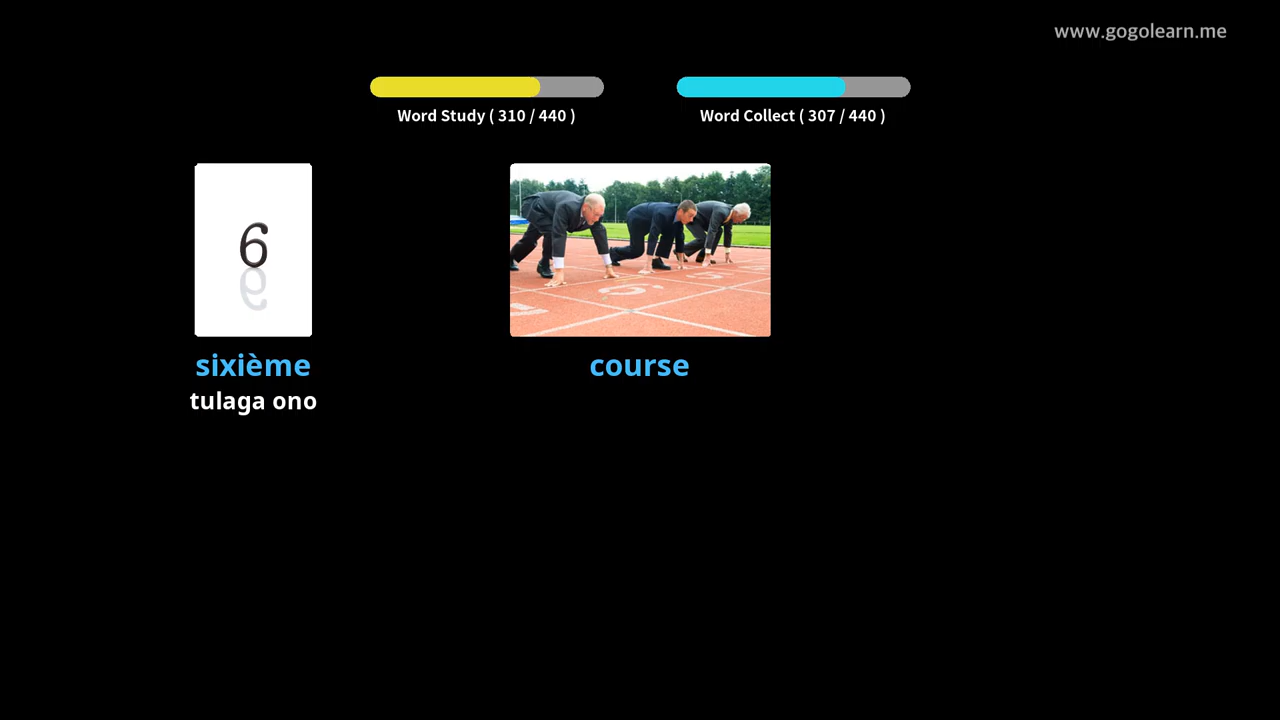 www.gogolearn.me
Word Study ( 310 / 440 )
Word Collect ( 307 / 440 )
6
sixième
tulaga ono
course